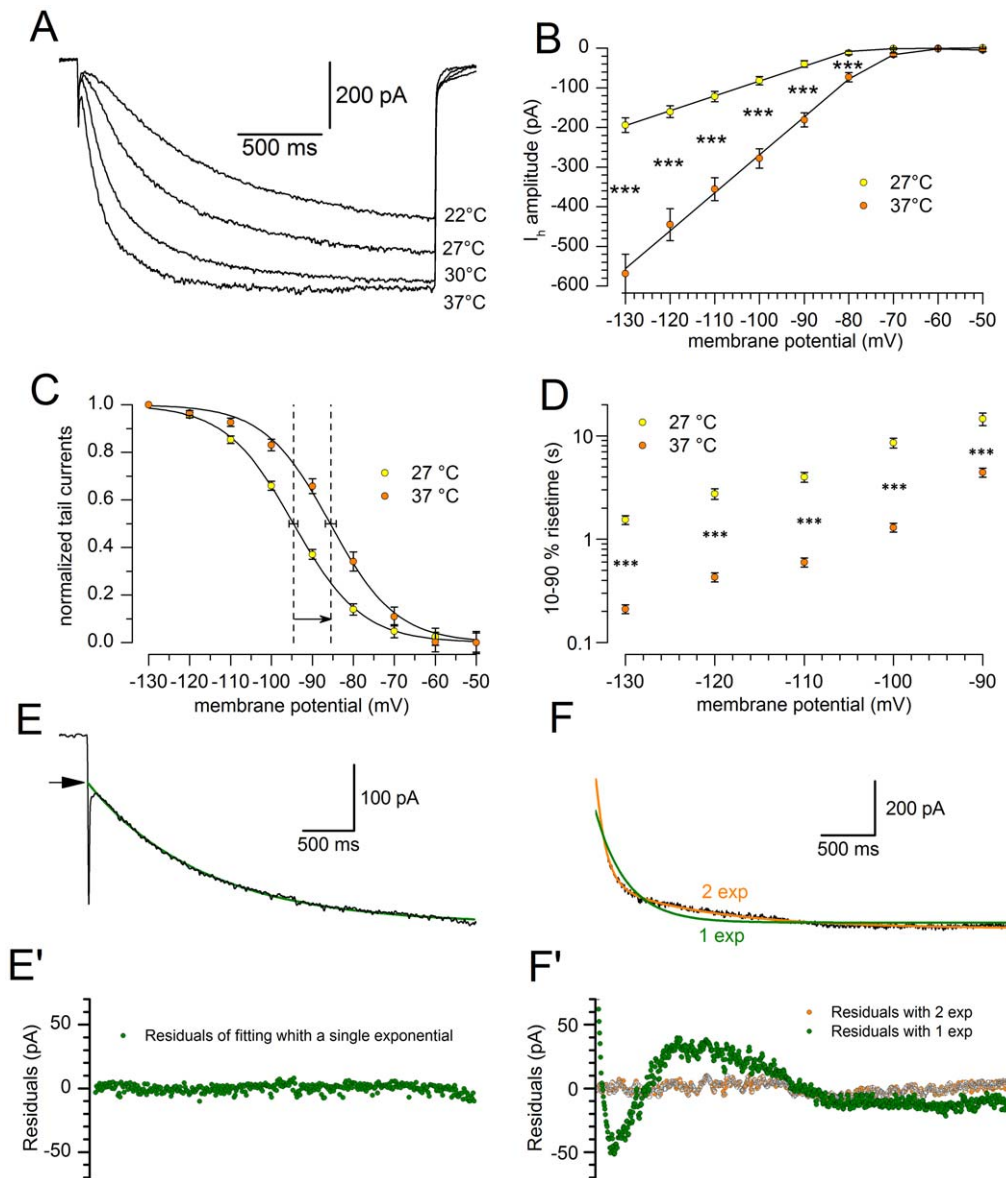 A
200 pA
500 ms
22°C
27°C
30°C
37°C
B
I_h amplitude (pA)
0
-100
-200
-300
-400
-500
-600
***
***
***
***
***
***
27°C
37°C
-130 -120 -110 -100 -90 -80 -70 -60 -50
membrane potential (mV)
C
normalized tail currents
1.0
0.8
0.6
0.4
0.2
0.0
27 °C
37 °C
-130 -120 -110 -100 -90 -80 -70 -60 -50
membrane potential (mV)
D
10-90 % risetime (s)
10
1
0.1
27 °C
37 °C
***
***
***
***
***
-130 -120 -110 -100 -90
membrane potential (mV)
E
100 pA
500 ms
F
200 pA
500 ms
2 exp
1 exp
E'
Residuals (pA)
50
0
-50
Residuals of fitting whith a single exponential
F'
Residuals (pA)
50
0
-50
Residuals with 2 exp
Residuals with 1 exp